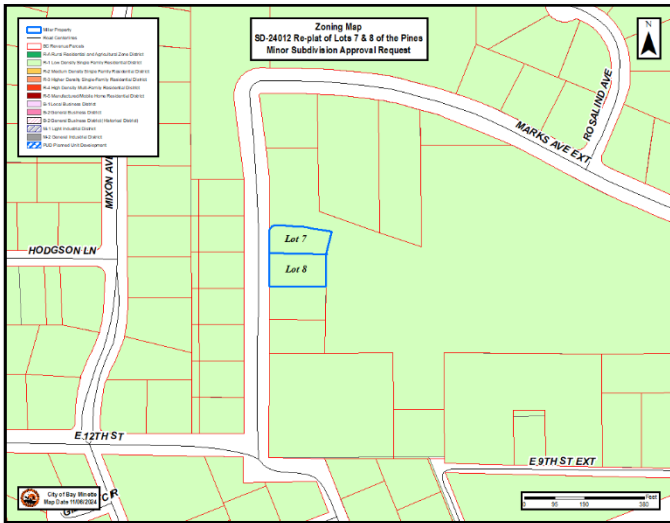 Zoning Map
SD-24012 Re-plat of Lots 7 & 8 of the Pines
Minor Subdivision Approval Request
Miller Property
Road Centerlines
BC Revenue Parcels
R-A Rural Residential and Agricultural Zone District
R-1 Low Density Single-Family Residential District
R-2 Medium Density Single-Family Residential District
R-3 Higher Density Single-Family Residential District
R-4 High Density Multi-Family Residential District
R-5 Manufactured/Mobile Home Residential District
B-1 Local Business District
B-2 General Business District
B-3 General Business District Historical District
M-1 Light Industrial District
M-2 General Industrial District
PUD Planned Unit Development
N
ROSALIND AVE
MARKS AVE EXT
MIXON AVE
HODGSON LN
Lot 7
Lot 8
E 12TH ST
E 9TH ST EXT
City of Bay Minette
Map Date 11/06/2024
Feet
0 95 190 380